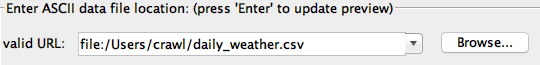 Enter ASCII data file location: (press 'Enter' to update preview)
valid URL: file:/Users/crawl/daily_weather.csv Browse...